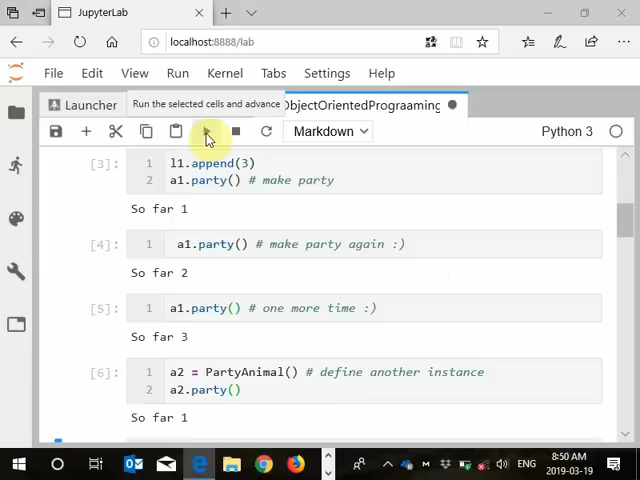 JupyterLab
localhost:8888/lab
File Edit View Run Kernel Tabs Settings Help
Launcher
Run the selected cells and advance
ObjectOrientedPrograaming
Markdown
Python 3
[3]:
1 l1.append(3)
2 a1.party() # make party
So far 1
[4]:
1 a1.party() # make party again :)
So far 2
[5]:
1 a1.party() # one more time :)
So far 3
[6]:
1 a2 = PartyAnimal() # define another instance
2 a2.party()
So far 1
ENG
8:50 AM
2019-03-19